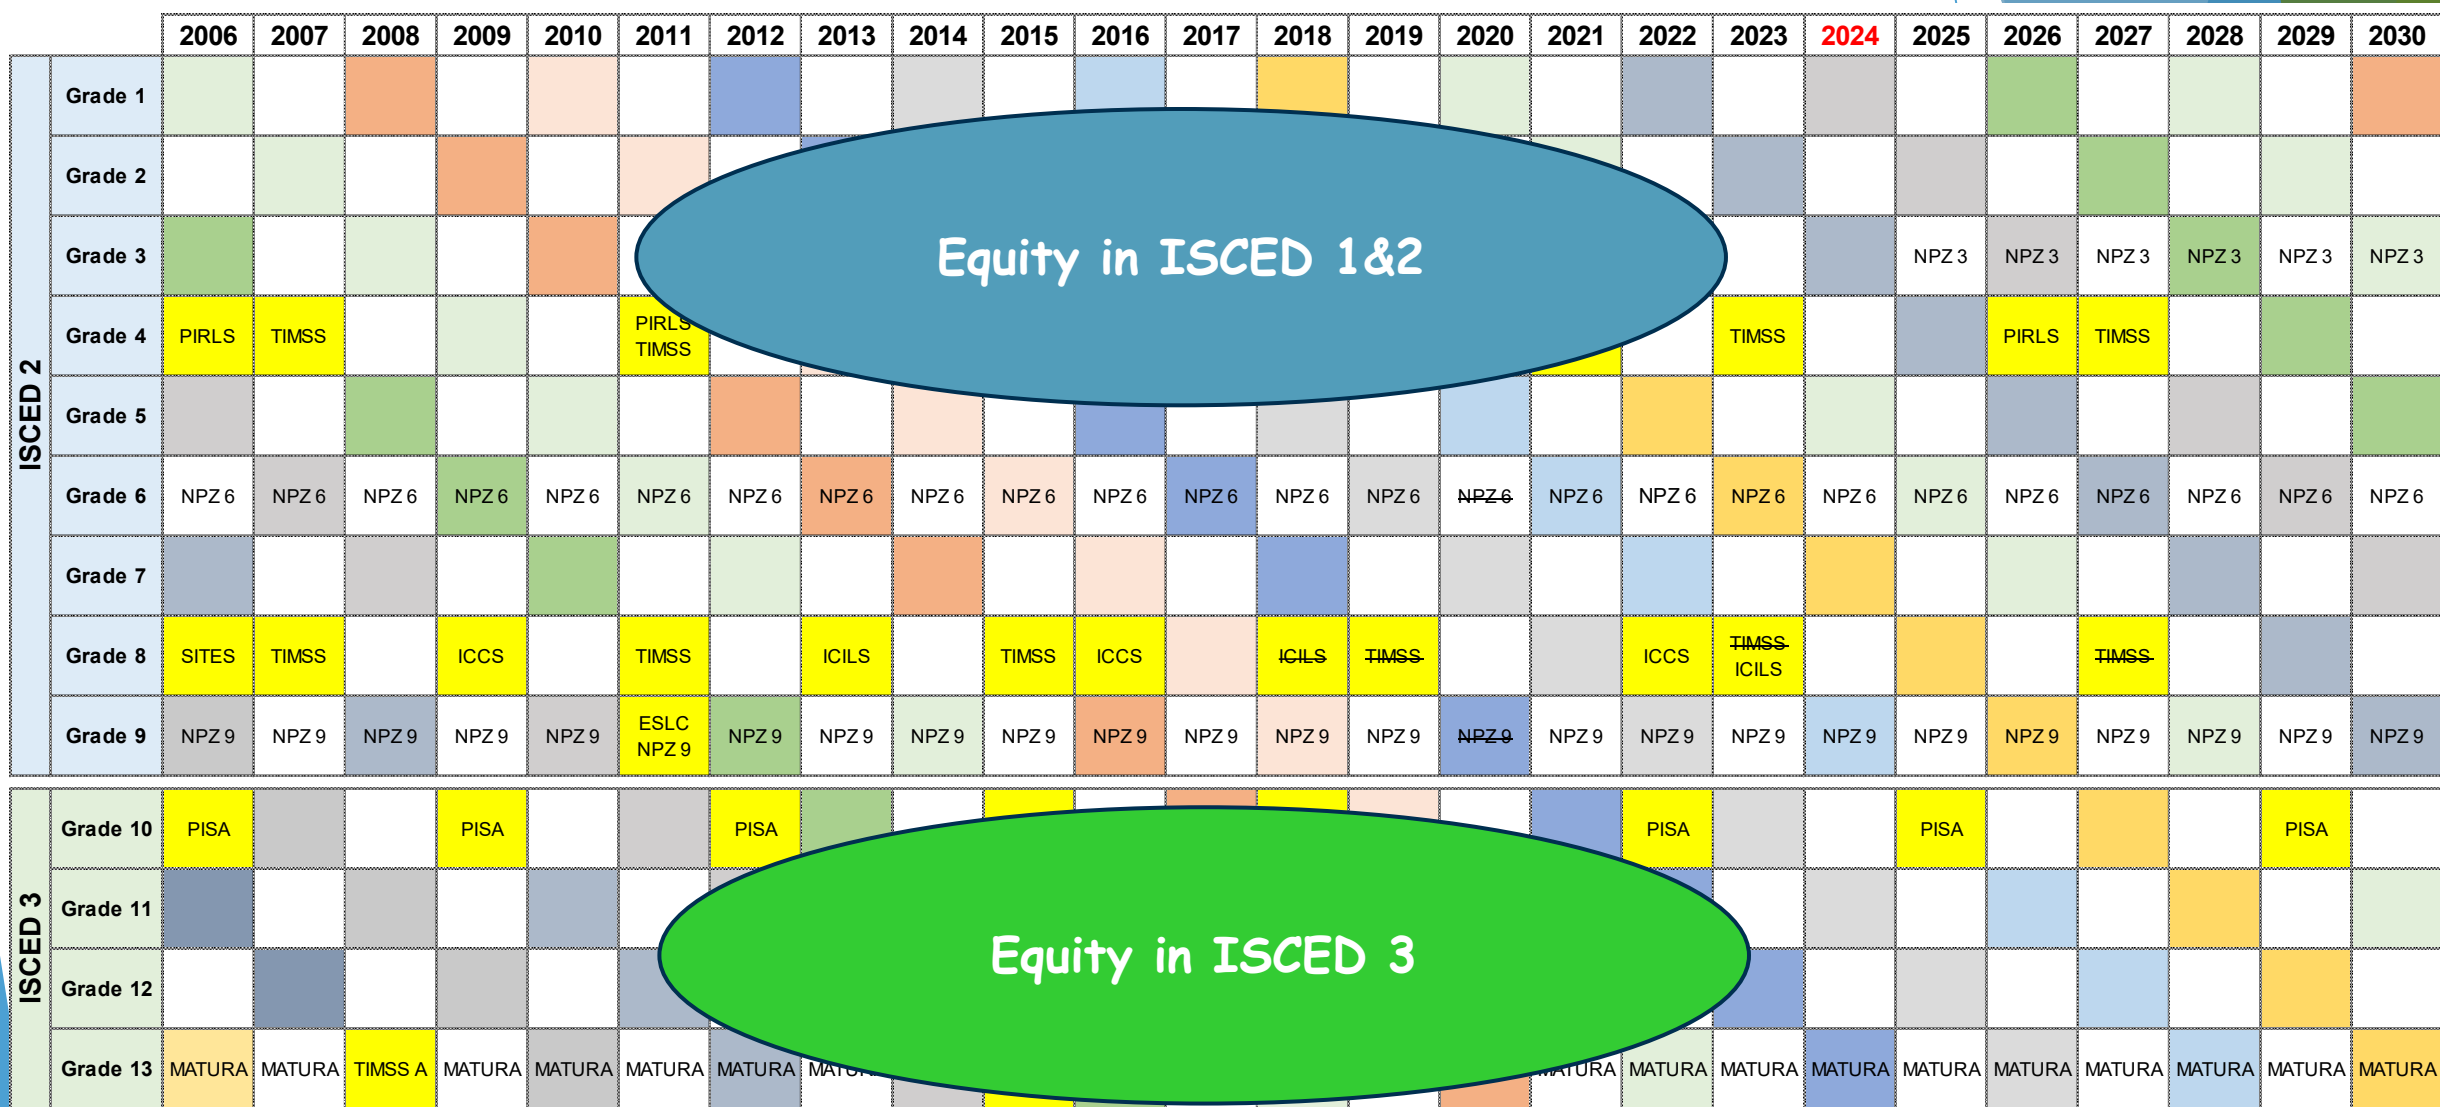 2006 2007 2008 2009 2010 2011 2012 2013 2014 2015 2016 2017 2018 2019 2020 2021 2022 2023 2024 2025 2026 2027 2028 2029 2030
ISCED 2
Grade 1
Grade 2
Grade 3 NPZ 3 NPZ 3 NPZ 3 NPZ 3 NPZ 3 NPZ 3
Equity in ISCED 1&2
Grade 4 PIRLS TIMSS PIRLS TIMSS TIMSS PIRLS TIMSS
Grade 5
Grade 6 NPZ 6 NPZ 6 NPZ 6 NPZ 6 NPZ 6 NPZ 6 NPZ 6 NPZ 6 NPZ 6 NPZ 6 NPZ 6 NPZ 6 NPZ 6 NPZ 6 NPZ 6 NPZ 6 NPZ 6 NPZ 6 NPZ 6 NPZ 6 NPZ 6 NPZ 6 NPZ 6 NPZ 6 NPZ 6
Grade 7
Grade 8 SITES TIMSS ICCS TIMSS ICILS TIMSS ICCS ICILS TIMSS ICCS TIMSS ICILS TIMSS
Grade 9 NPZ 9 NPZ 9 NPZ 9 NPZ 9 NPZ 9 ESLC NPZ 9 NPZ 9 NPZ 9 NPZ 9 NPZ 9 NPZ 9 NPZ 9 NPZ 9 NPZ 9 NPZ 9 NPZ 9 NPZ 9 NPZ 9 NPZ 9 NPZ 9 NPZ 9 NPZ 9 NPZ 9 NPZ 9 NPZ 9
ISCED 3
Grade 10 PISA PISA PISA PISA PISA PISA
Grade 11
Equity in ISCED 3
Grade 12
Grade 13 MATURA MATURA TIMSS A MATURA MATURA MATURA MATURA MATURA MATURA MATURA MATURA MATURA MATURA MATURA MATURA MATURA MATURA